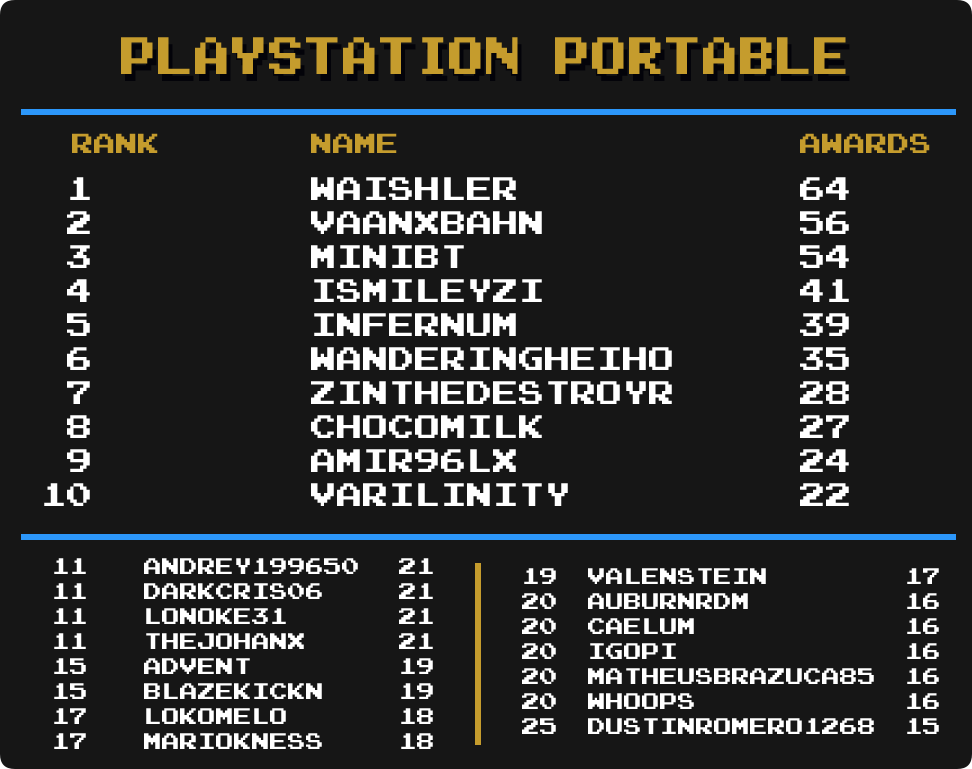 PLAYSTATION PORTABLE
RANK NAME AWARDS
1 WAISHLER 64
2 VAANXBAHN 56
3 MINIBT 54
4 ISMILEYZI 41
5 INFERNUM 39
6 WANDERINGHEIHO 35
7 ZINTHEDESTROYR 28
8 CHOCOMILK 27
9 AMIR96LX 24
10 VARILINITY 22
11 ANDREY199650 21
11 DARKCRIS06 21
11 LONOKE31 21
11 THEJOHANX 21
15 ADVENT 19
15 BLAZEKICKN 19
17 LOKOMELO 18
17 MARIOKNESS 18
19 VALENSTEIN 17
20 AUBURNRDM 16
20 CAELUM 16
20 IGOPI 16
20 MATHEUSBRAZUCA85 16
20 WHOOPS 16
25 DUSTINROMERO1268 15